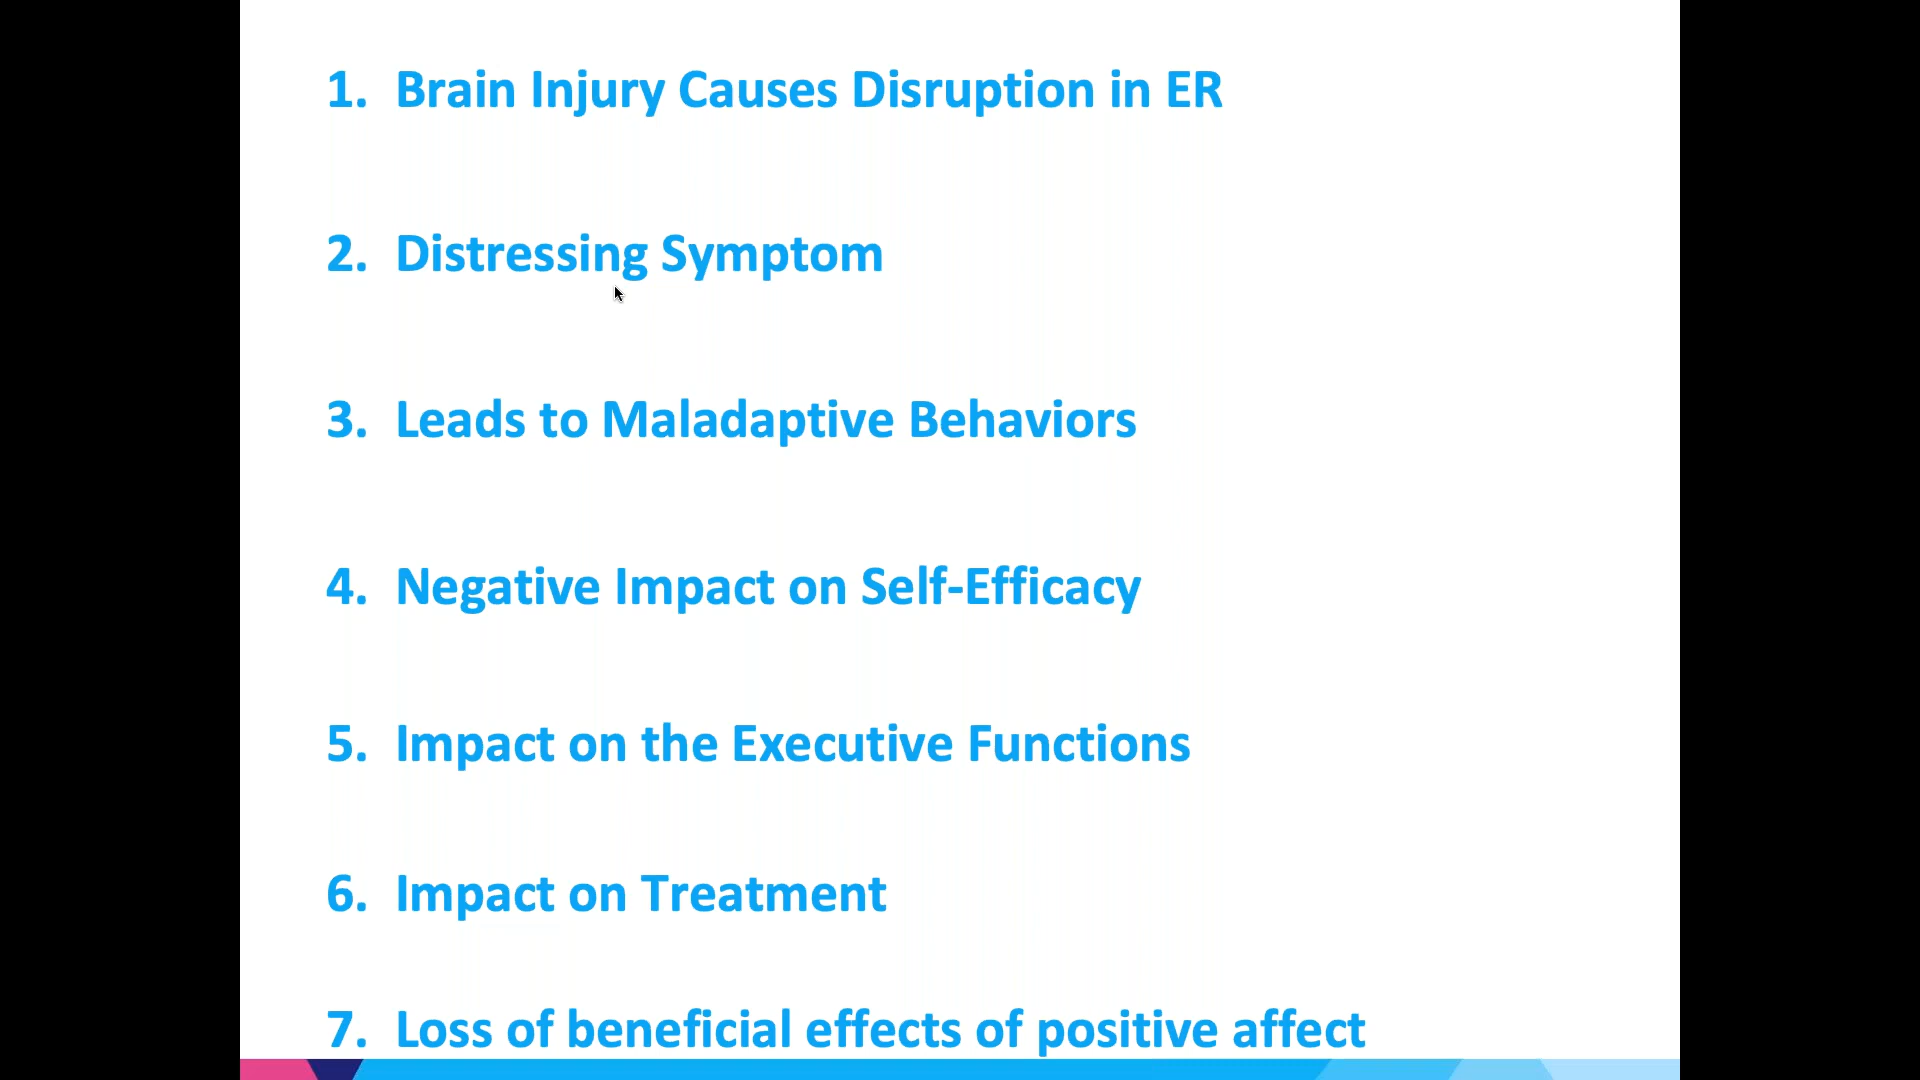 1. Brain Injury Causes Disruption in ER
2. Distressing Symptom
3. Leads to Maladaptive Behaviors
4. Negative Impact on Self-Efficacy
5. Impact on the Executive Functions
6. Impact on Treatment
7. Loss of beneficial effects of positive affect